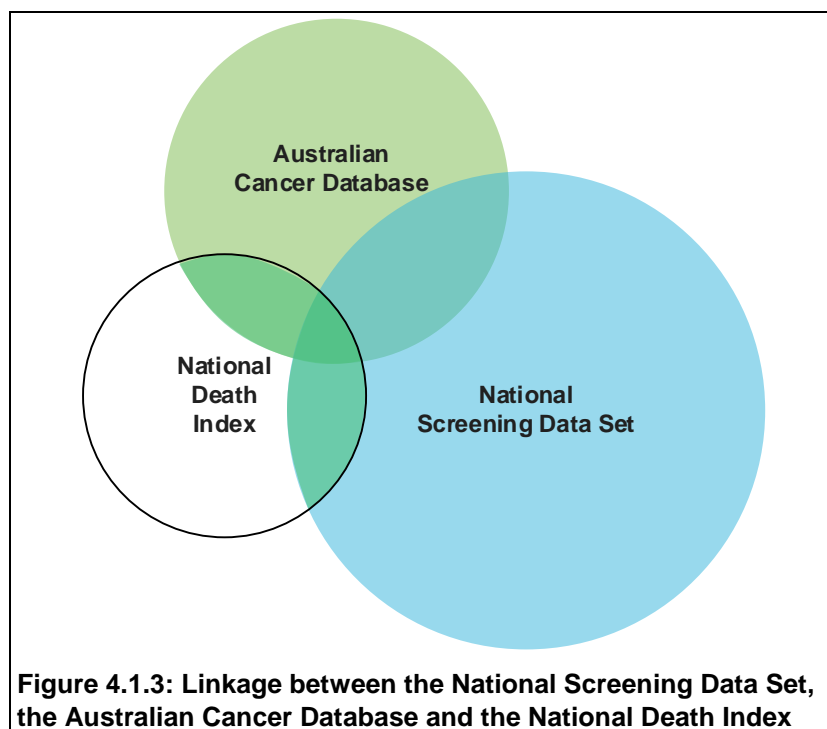 Australian
Cancer Database
National
Death
Index
National
Screening Data Set
Figure 4.1.3: Linkage between the National Screening Data Set,
the Australian Cancer Database and the National Death Index